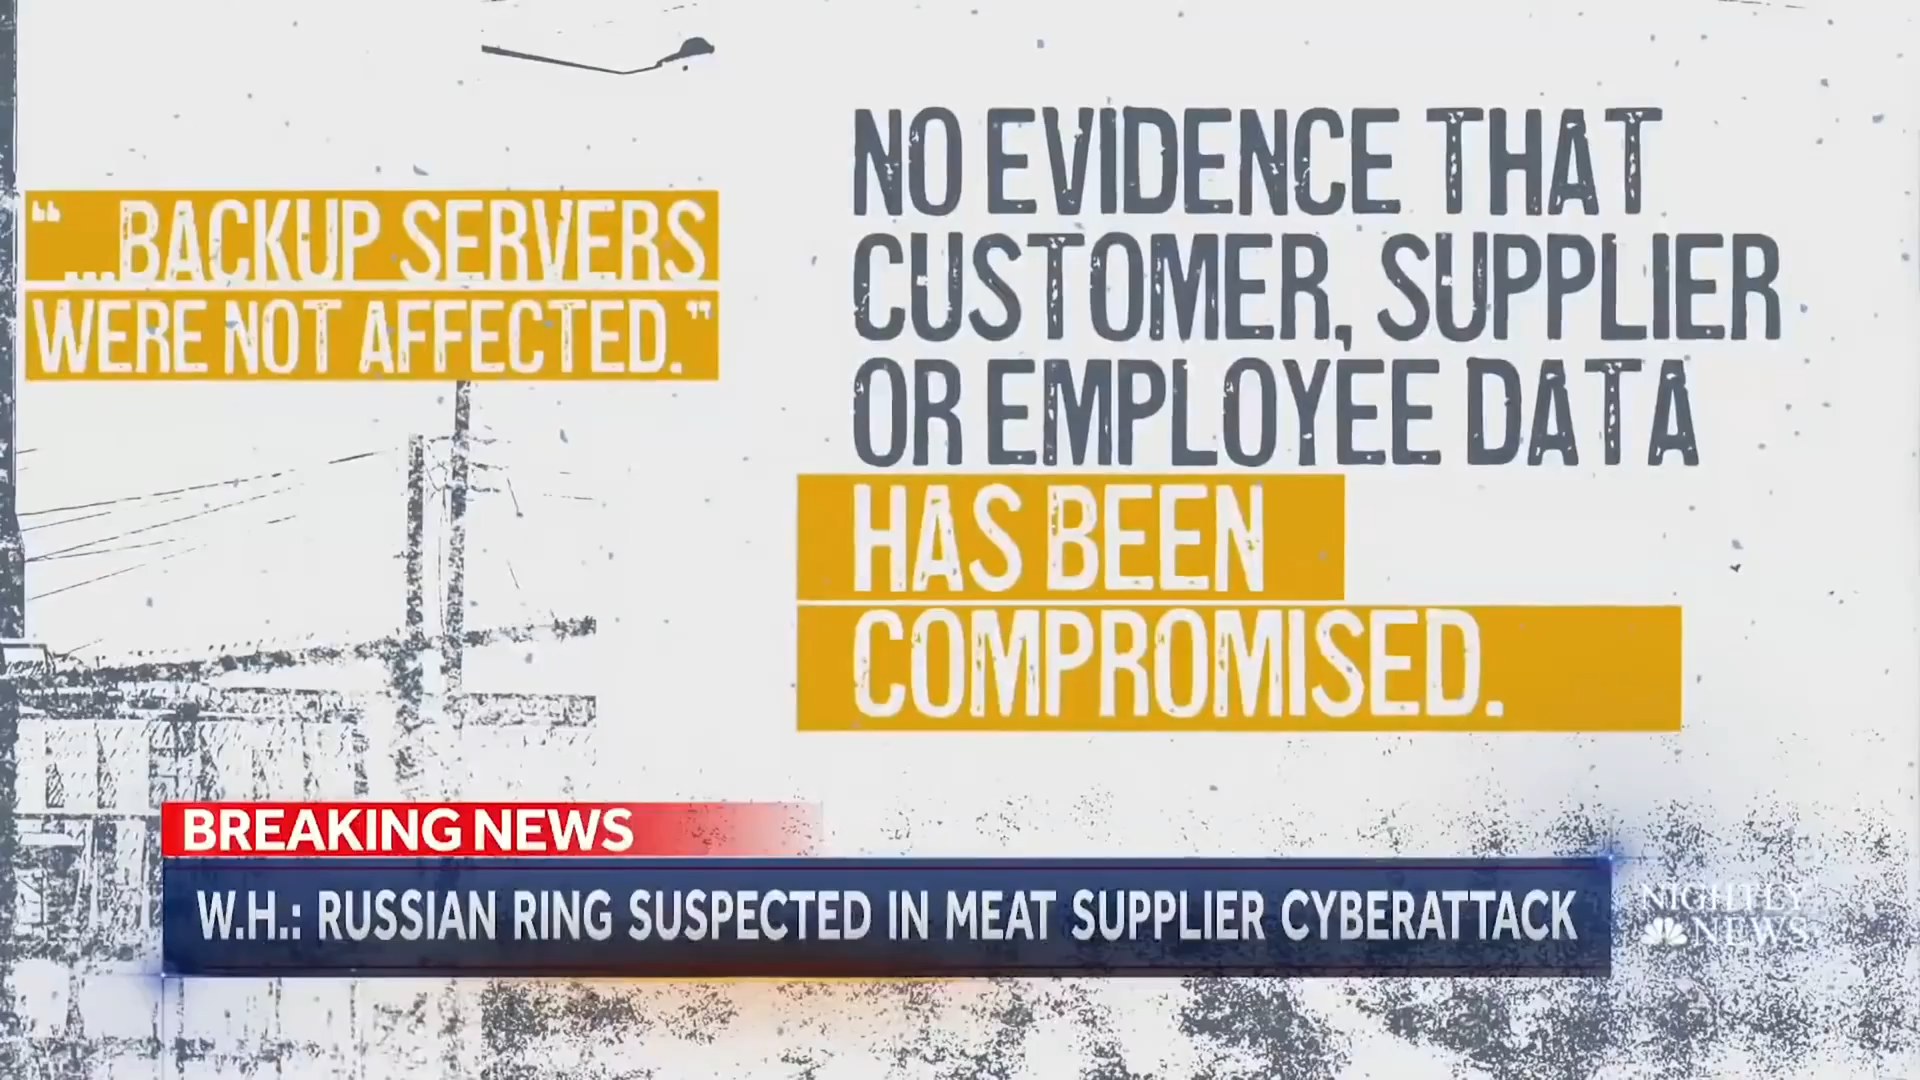 “ ...BACKUP SERVERS
WERE NOT AFFECTED.”
NO EVIDENCE THAT
CUSTOMER, SUPPLIER
OR EMPLOYEE DATA
HAS BEEN
COMPROMISED.
BREAKING NEWS
W.H.: RUSSIAN RING SUSPECTED IN MEAT SUPPLIER CYBERATTACK
NIGHTLY
NEWS